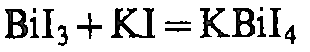 BiI₃ + KI = KBiI₄